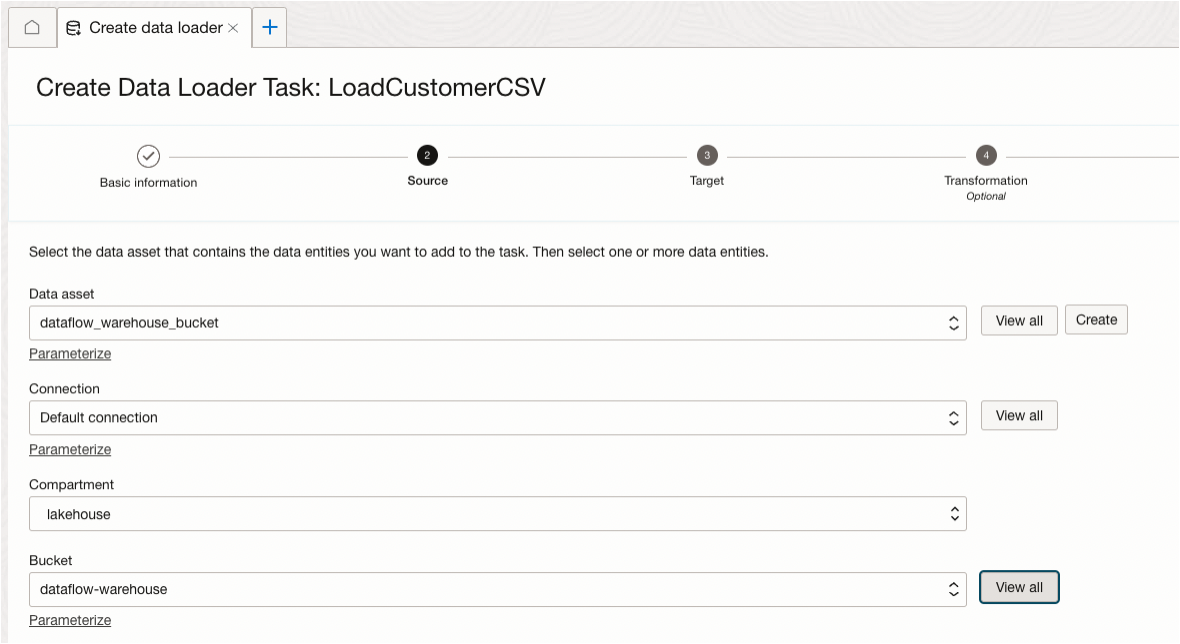 Create data loader
Create Data Loader Task: LoadCustomerCSV
2 3 4
Basic information Source Target Transformation
Optional
Select the data asset that contains the data entities you want to add to the task. Then select one or more data entities.
Data asset
dataflow_warehouse_bucket View all Create
Parameterize
Connection
Default connection View all
Parameterize
Compartment
lakehouse
Bucket
dataflow-warehouse View all
Parameterize